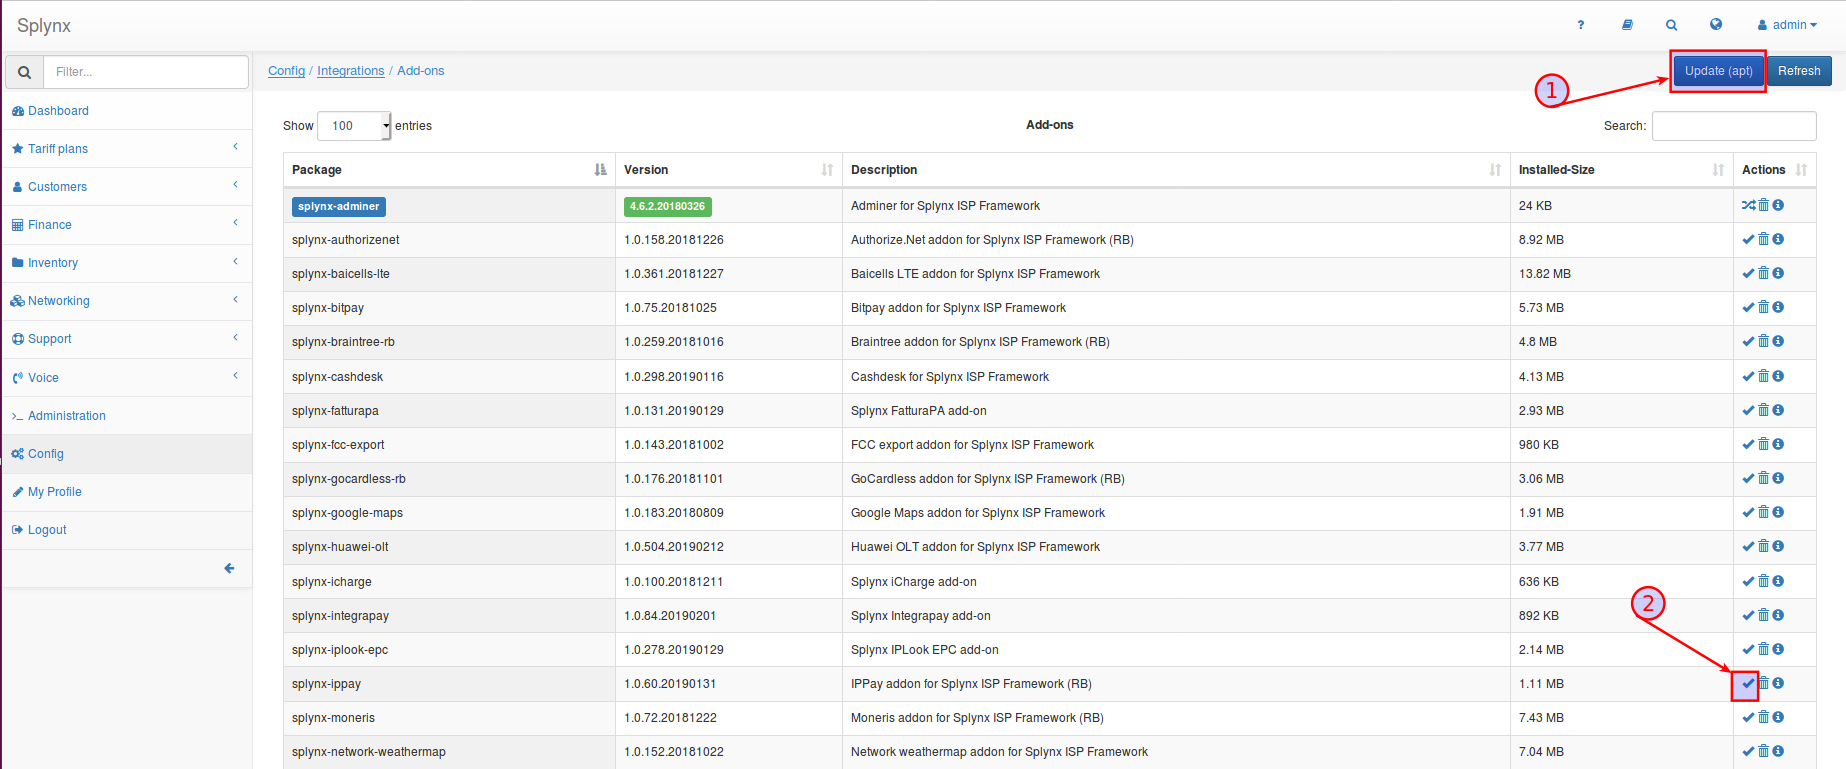 Splynx
? admin
Filter...
Config / Integrations / Add-ons
Update (apt) Refresh
1
Dashboard
Tariff plans
Customers
Finance
Inventory
Networking
Support
Voice
Administration
Config
My Profile
Logout
Show 100 entries
Add-ons
Search:
Package Version Description Installed-Size Actions
splynx-adminer 4.6.2.20180326 Adminer for Splynx ISP Framework 24 KB
splynx-authorizenet 1.0.158.20181226 Authorize.Net addon for Splynx ISP Framework (RB) 8.92 MB
splynx-baicells-lte 1.0.361.20181227 Baicells LTE addon for Splynx ISP Framework 13.82 MB
splynx-bitpay 1.0.75.20181025 Bitpay addon for Splynx ISP Framework 5.73 MB
splynx-braintree-rb 1.0.259.20181016 Braintree addon for Splynx ISP Framework (RB) 4.8 MB
splynx-cashdesk 1.0.298.20190116 Cashdesk for Splynx ISP Framework 4.13 MB
splynx-fatturapa 1.0.131.20190129 Splynx FatturaPA add-on 2.93 MB
splynx-fcc-export 1.0.143.20181002 FCC export addon for Splynx ISP Framework 980 KB
splynx-gocardless-rb 1.0.176.20181101 GoCardless addon for Splynx ISP Framework (RB) 3.06 MB
splynx-google-maps 1.0.183.20180809 Google Maps addon for Splynx ISP Framework 1.91 MB
splynx-huawei-olt 1.0.504.20190212 Huawei OLT addon for Splynx ISP Framework 3.77 MB
splynx-icharge 1.0.100.20181211 Splynx iCharge add-on 636 KB
splynx-integrapay 1.0.84.20190201 Splynx Integrapay add-on 892 KB
2
splynx-iplook-epc 1.0.278.20190129 Splynx IPLook EPC add-on 2.14 MB
splynx-ippay 1.0.60.20190131 IPPay addon for Splynx ISP Framework (RB) 1.11 MB
splynx-moneris 1.0.72.20181222 Moneris addon for Splynx ISP Framework (RB) 7.43 MB
splynx-network-weathermap 1.0.152.20181022 Network weathermap addon for Splynx ISP Framework 7.04 MB